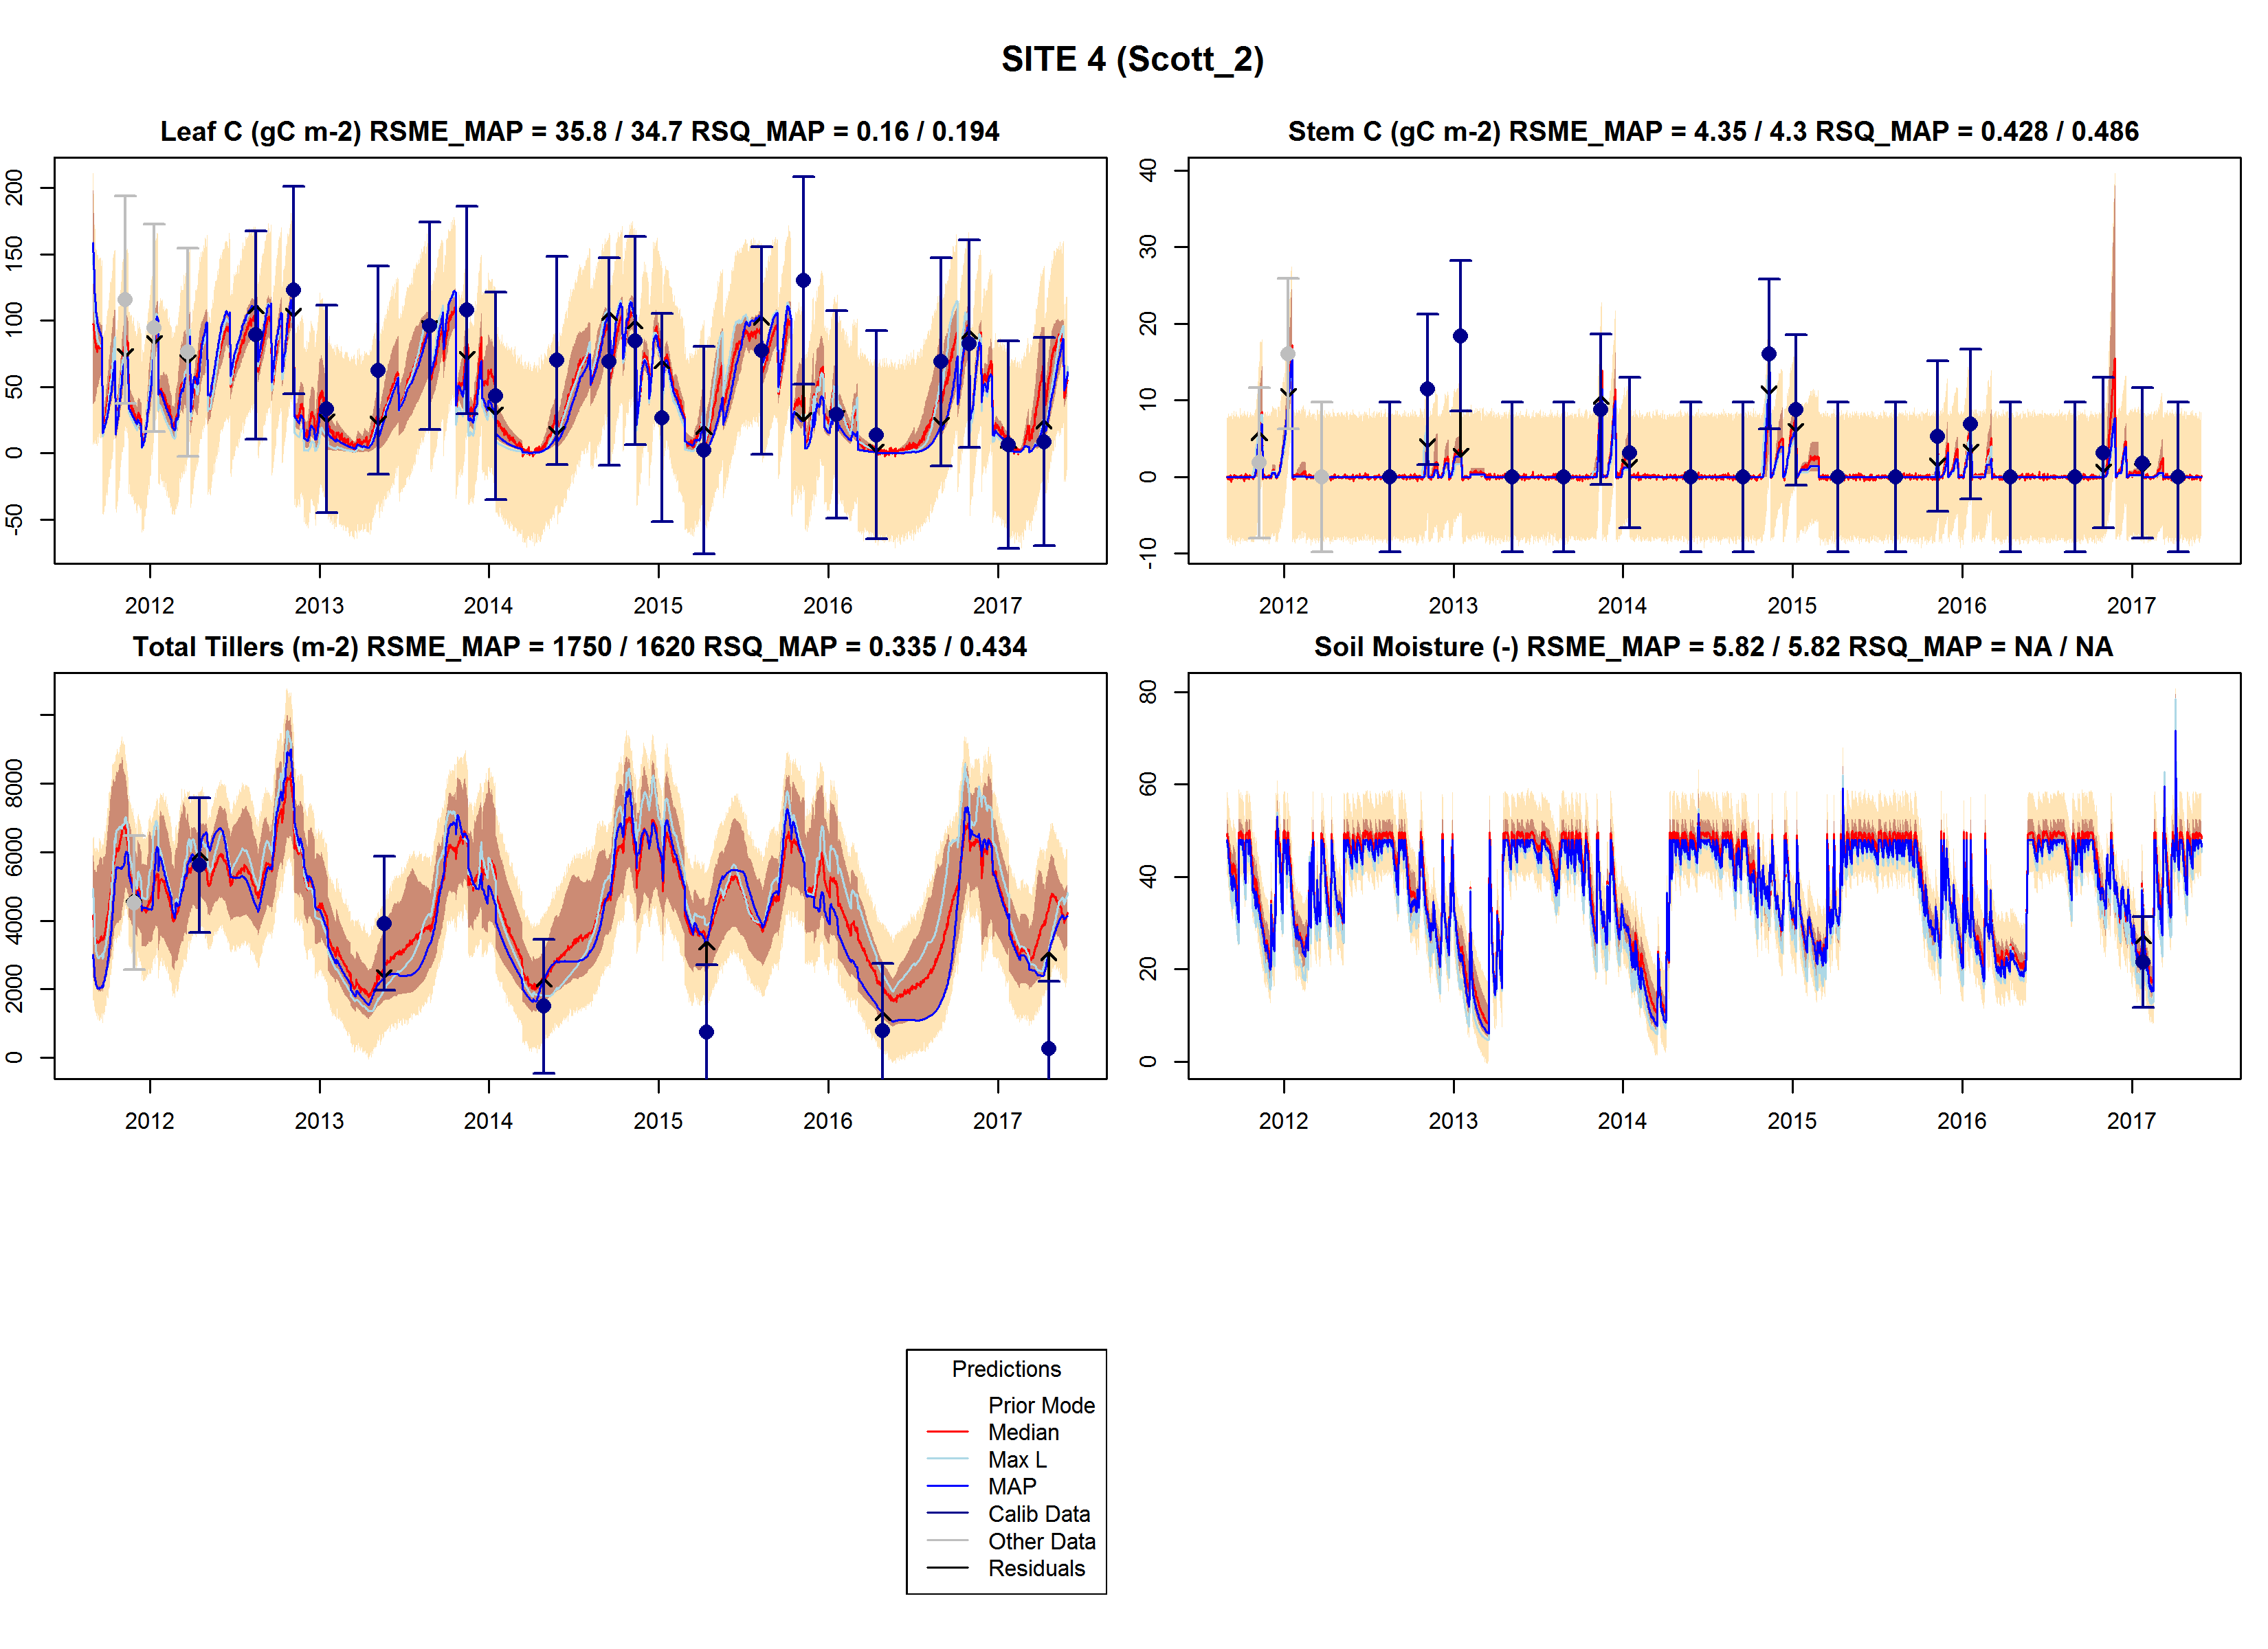 SITE 4 (Scott_2)
Leaf C (gC m-2) RSME_MAP = 35.8 / 34.7 RSQ_MAP = 0.16 / 0.194
200
150
100
50
0
-50
2012 2013 2014 2015 2016 2017
Stem C (gC m-2) RSME_MAP = 4.35 / 4.3 RSQ_MAP = 0.428 / 0.486
40
30
20
10
0
-10
2012 2013 2014 2015 2016 2017
Total Tillers (m-2) RSME_MAP = 1750 / 1620 RSQ_MAP = 0.335 / 0.434
8000
6000
4000
2000
0
2012 2013 2014 2015 2016 2017
Soil Moisture (-) RSME_MAP = 5.82 / 5.82 RSQ_MAP = NA / NA
80
60
40
20
0
2012 2013 2014 2015 2016 2017
Predictions
Prior Mode
Median
Max L
MAP
Calib Data
Other Data
Residuals